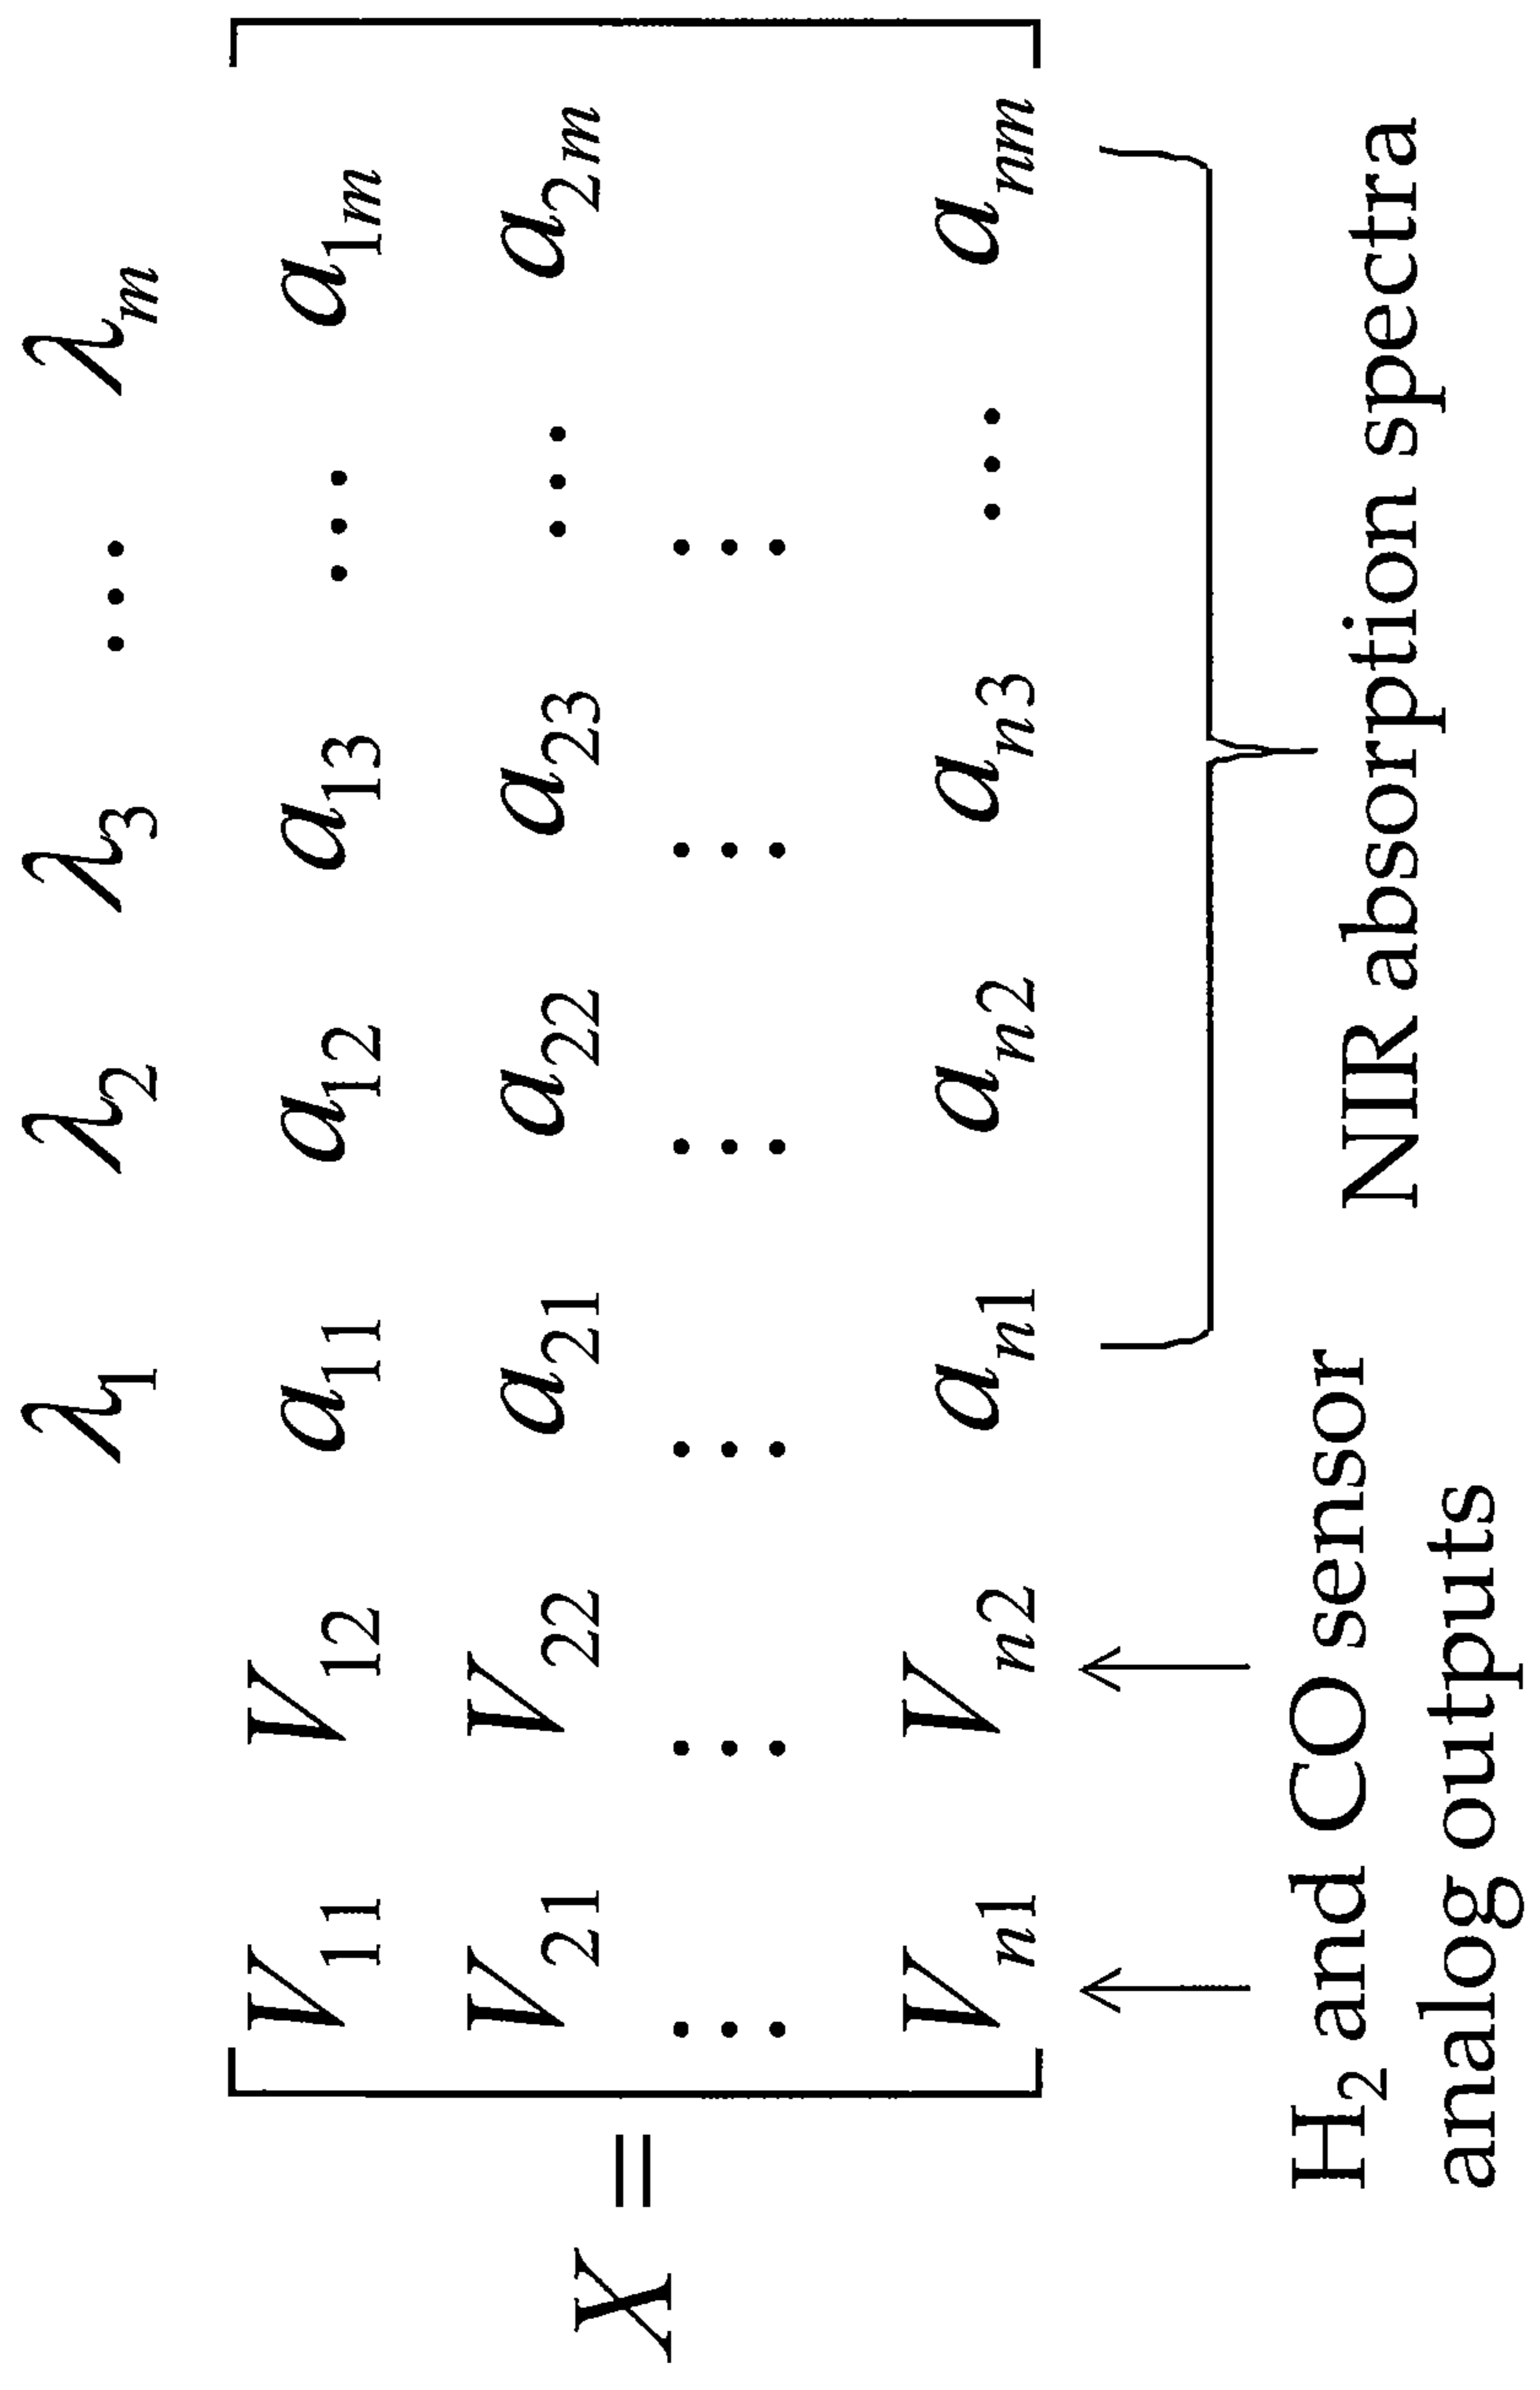 λ1 λ2 λ3 ... λm
V11 V12 a11 a12 a13 ... a1m
V21 V22 a21 a22 a23 ... a2m
X = ⋮ ⋮ ⋮ ⋮ ⋮ ⋮
Vn1 Vn2 an1 an2 an3 ... anm
H2 and CO sensor
analog outputs
NIR absorption spectra